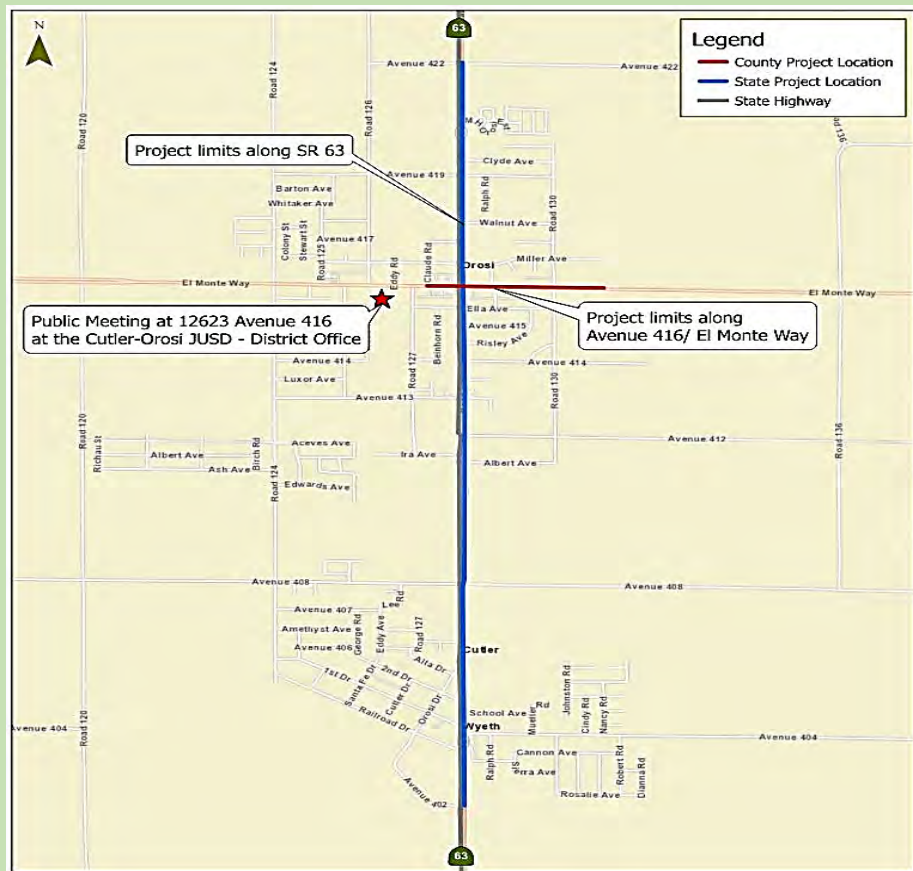 N
63
Legend
County Project Location
State Project Location
State Highway
Avenue 422
Avenue 422
Road 120
Road 124
Road 126
Project limits along SR 63
Clyde Ave
Avenue 419
Ralph Rd
Road 130
Barton Ave
Whitaker Ave
Walnut Ave
Colony St
Stewart St
Road 125
Avenue 417
Eddy Rd
Claude Rd
Orosi
Miller Ave
El Monte Way
El Monte Way
Public Meeting at 12623 Avenue 416
at the Cutler-Orosi JUSD - District Office
Project limits along
Avenue 416/ El Monte Way
Ella Ave
Avenue 415
Risley Ave
Beinhorn Rd
Road 127
Avenue 414
Avenue 414
Luxor Ave
Avenue 413
Road 130
Road 120
Richau St
Albert Ave
Ash Ave
Birch Rd
Road 124
Aceves Ave
Edwards Ave
Ira Ave
Avenue 412
Albert Ave
Road 136
Avenue 408
Avenue 408
Avenue 407
Lee Rd
Amethyst Ave
Avenue 406
George Rd
Eddy Ave
Road 127
Cutler
Alta Dr
1st Dr
2nd Dr
Santa Fe Dr
Cutler Dr
Orosi Dr
Railroad Dr
School Ave
Mueller Rd
Johnston Rd
Cindy Rd
Nancy Rd
Wyeth
Avenue 404
Road 120
Avenue 404
Ralph Rd
Cannon Ave
Robert Rd
Dianna Rd
Rosalie Ave
Avenue 402
63